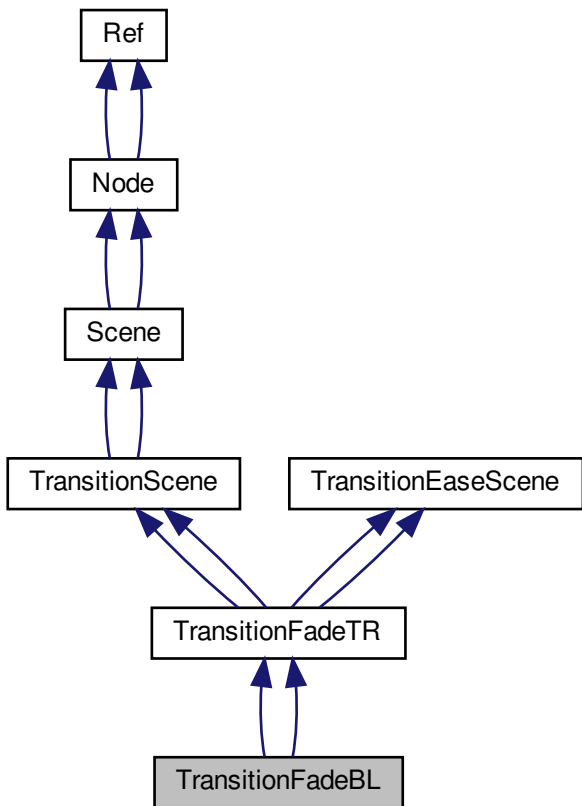 Ref
Node
Scene
TransitionScene
TransitionEaseScene
TransitionFadeTR
TransitionFadeBL